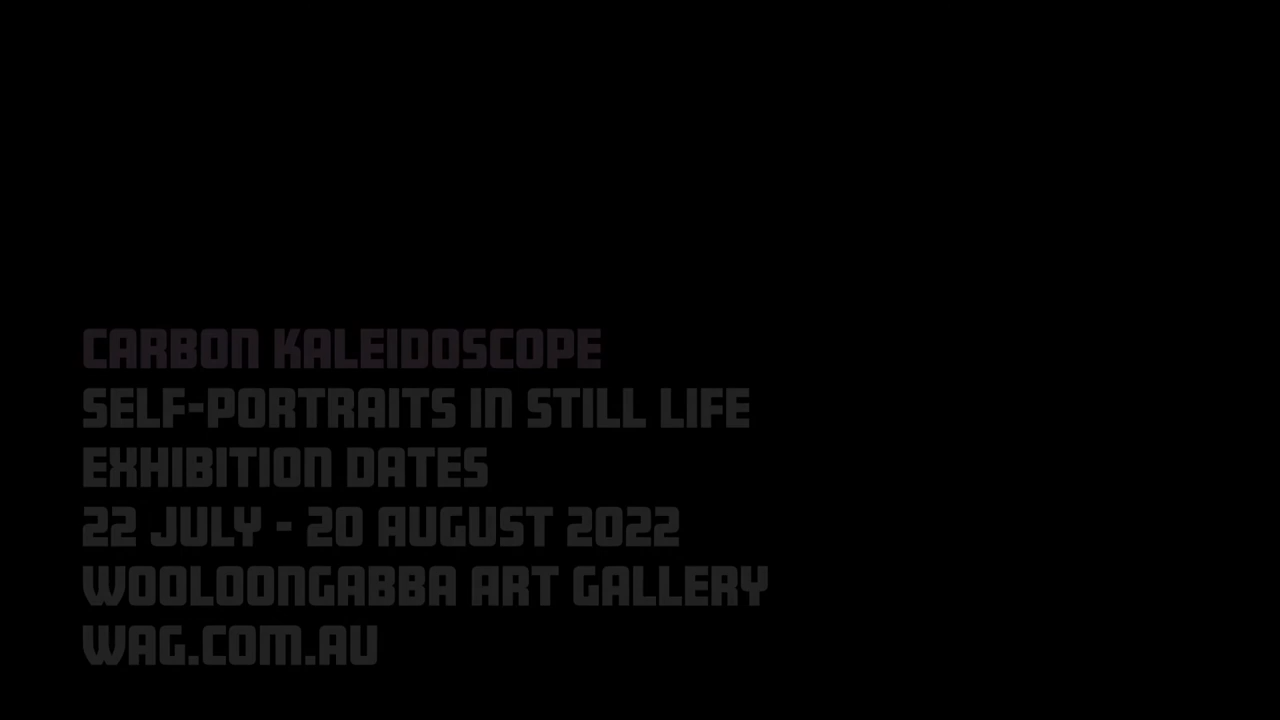 CARBON KALEIDOSCOPE
SELF-PORTRAITS IN STILL LIFE
EXHIBITION DATES
22 JULY - 20 AUGUST 2022
WOOLOONGABBA ART GALLERY
WAG.COM.AU